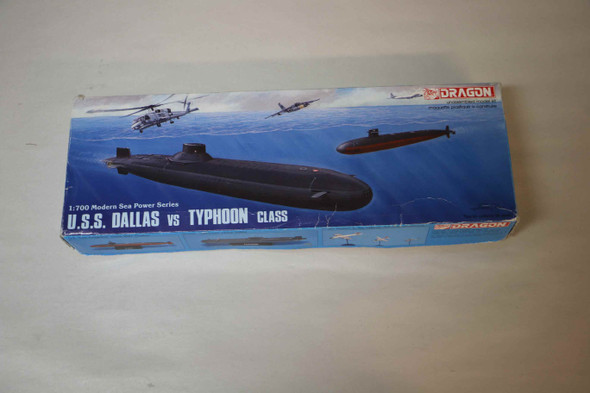 DRAGON
1:700 Modern Sea Power Series
U.S.S. DALLAS vs TYPHOON CLASS
DRAGON